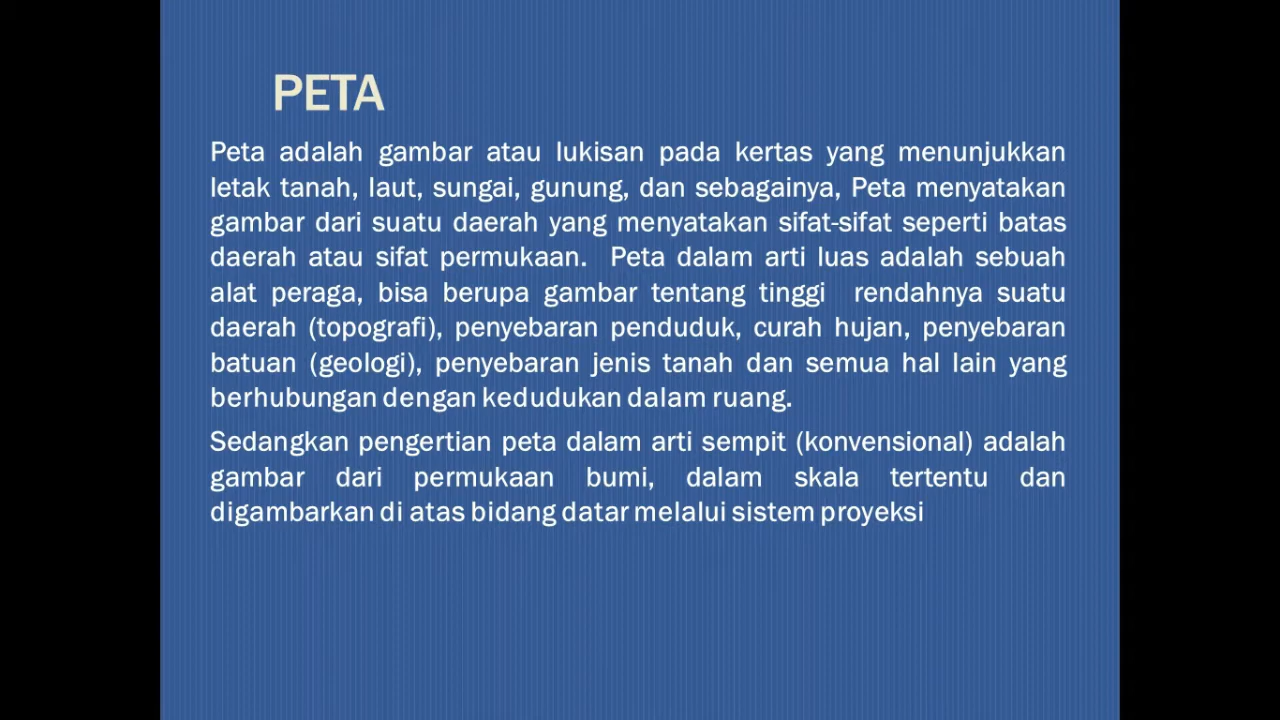 PETA
Peta adalah gambar atau lukisan pada kertas yang menunjukkan
letak tanah, laut, sungai, gunung, dan sebagainya, Peta menyatakan
gambar dari suatu daerah yang menyatakan sifat-sifat seperti batas
daerah atau sifat permukaan. Peta dalam arti luas adalah sebuah
alat peraga, bisa berupa gambar tentang tinggi rendahnya suatu
daerah (topografi), penyebaran penduduk, curah hujan, penyebaran
batuan (geologi), penyebaran jenis tanah dan semua hal lain yang
berhubungan dengan kedudukan dalam ruang.
Sedangkan pengertian peta dalam arti sempit (konvensional) adalah
gambar dari permukaan bumi, dalam skala tertentu dan
digambarkan di atas bidang datar melalui sistem proyeksi